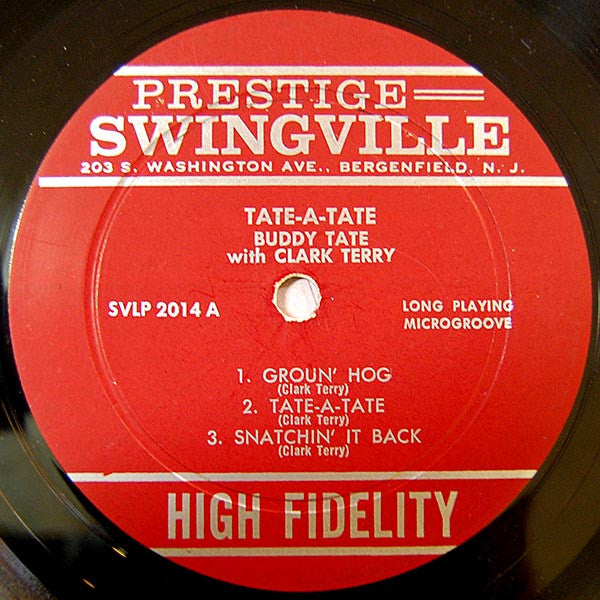 PRESTIGE
SWINGVILLE
203 S. WASHINGTON AVE., BERGENFIELD, N. J.
TATE-A-TATE
BUDDY TATE
with CLARK TERRY
SVLP 2014 A
LONG PLAYING
MICROGROOVE
1. GROUN' HOG
(Clark Terry)
2. TATE-A-TATE
(Clark Terry)
3. SNATCHIN' IT BACK
(Clark Terry)
HIGH FIDELITY